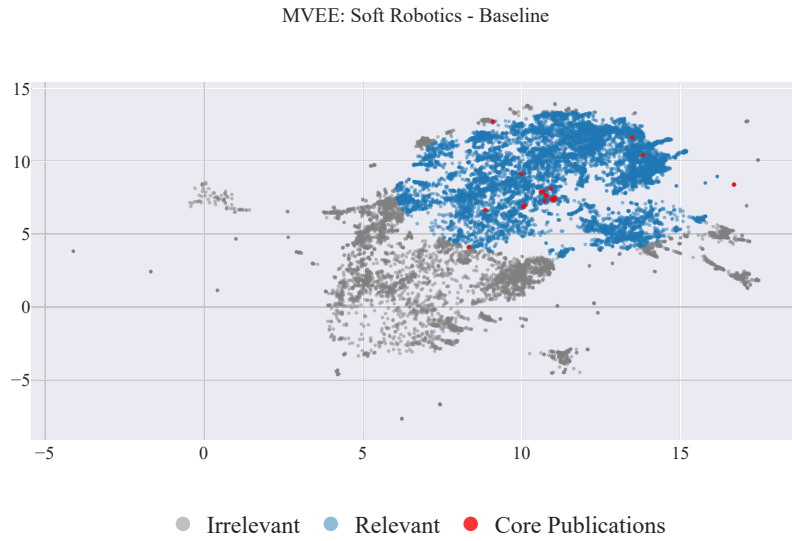 MVEE: Soft Robotics - Baseline
15
10
5
0
−5
−5 0 5 10 15
Irrelevant Relevant Core Publications